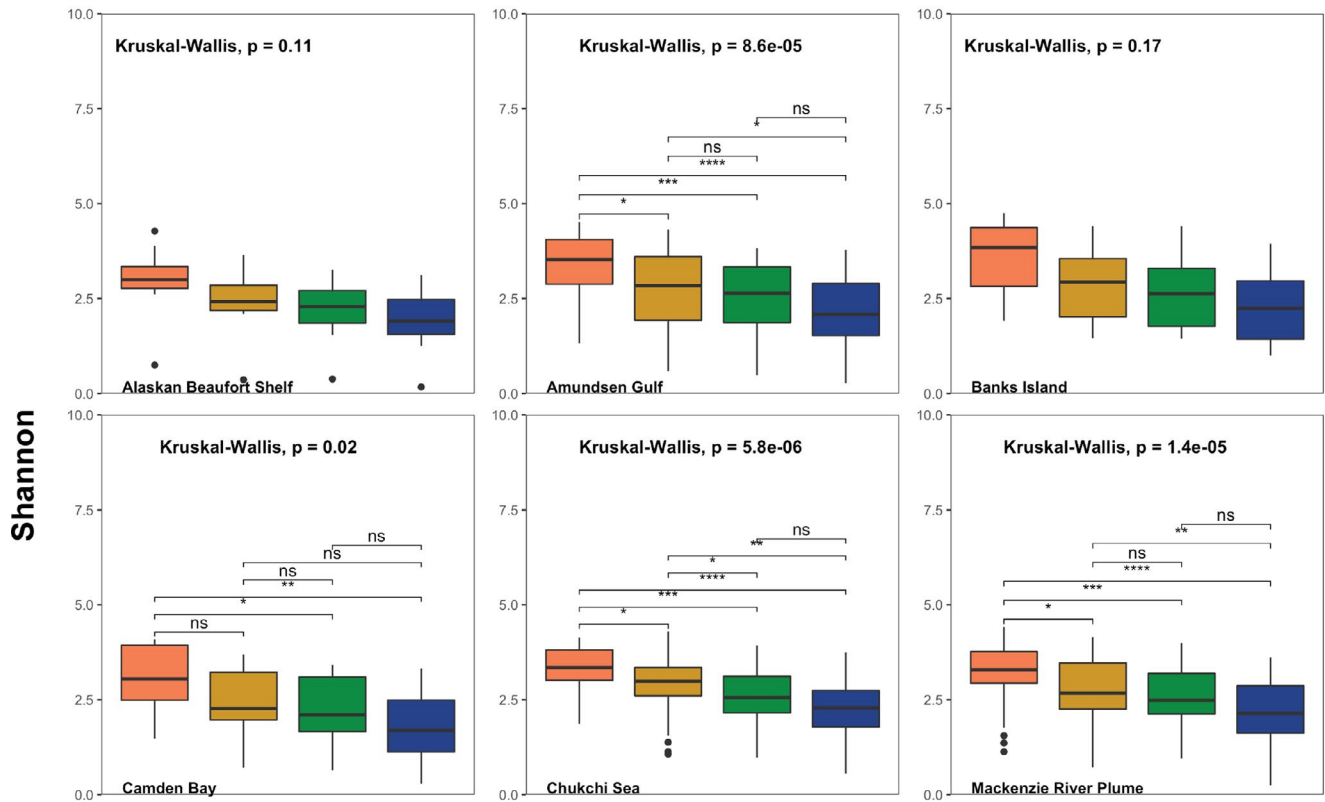 Shannon
10.0
7.5
5.0
2.5
0.0
Kruskal-Wallis, p = 0.11
Alaskan Beaufort Shelf
10.0
7.5
5.0
2.5
0.0
Kruskal-Wallis, p = 8.6e-05
ns
*
ns
****
***
*
Amundsen Gulf
10.0
7.5
5.0
2.5
0.0
Kruskal-Wallis, p = 0.17
Banks Island
10.0
7.5
5.0
2.5
0.0
Kruskal-Wallis, p = 0.02
ns
ns
ns
**
*
ns
Camden Bay
10.0
7.5
5.0
2.5
0.0
Kruskal-Wallis, p = 5.8e-06
ns
**
*
****
***
*
Chukchi Sea
10.0
7.5
5.0
2.5
0.0
Kruskal-Wallis, p = 1.4e-05
ns
**
ns
****
***
*
Mackenzie River Plume